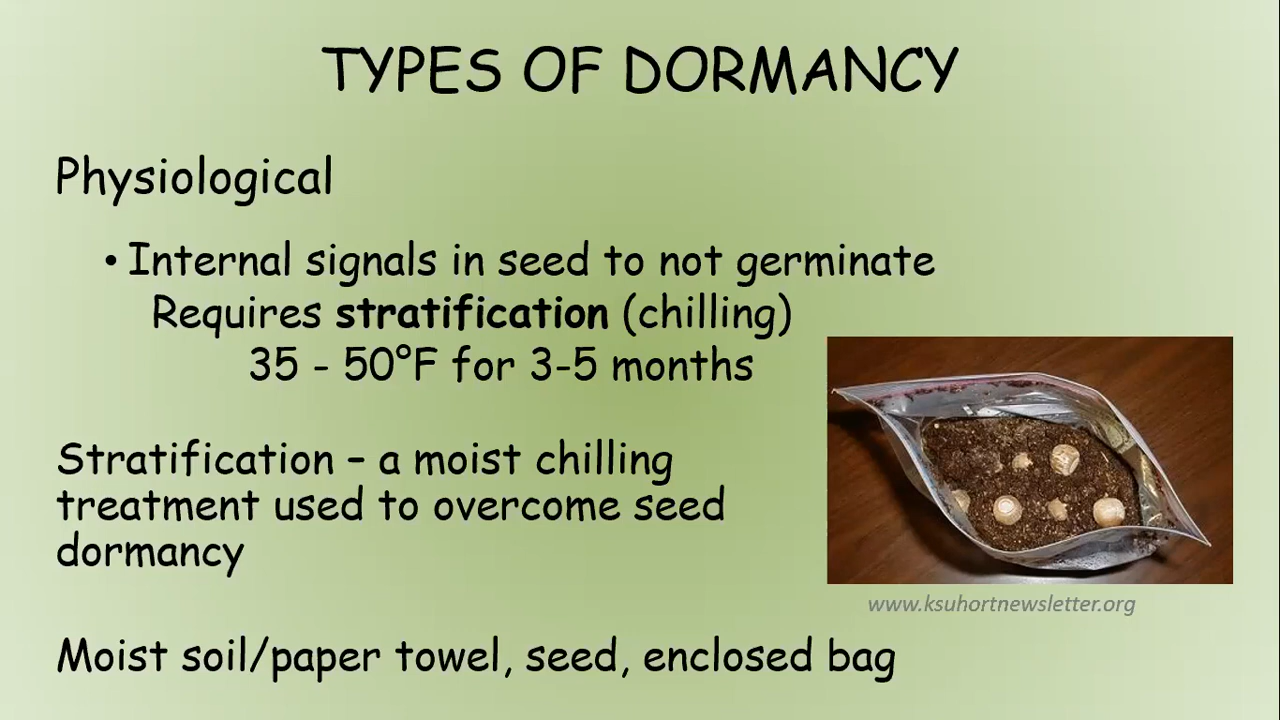 TYPES OF DORMANCY
Physiological
• Internal signals in seed to not germinate
Requires stratification (chilling)
35 - 50°F for 3-5 months
Stratification – a moist chilling
treatment used to overcome seed
dormancy
www.ksuhortnewsletter.org
Moist soil/paper towel, seed, enclosed bag